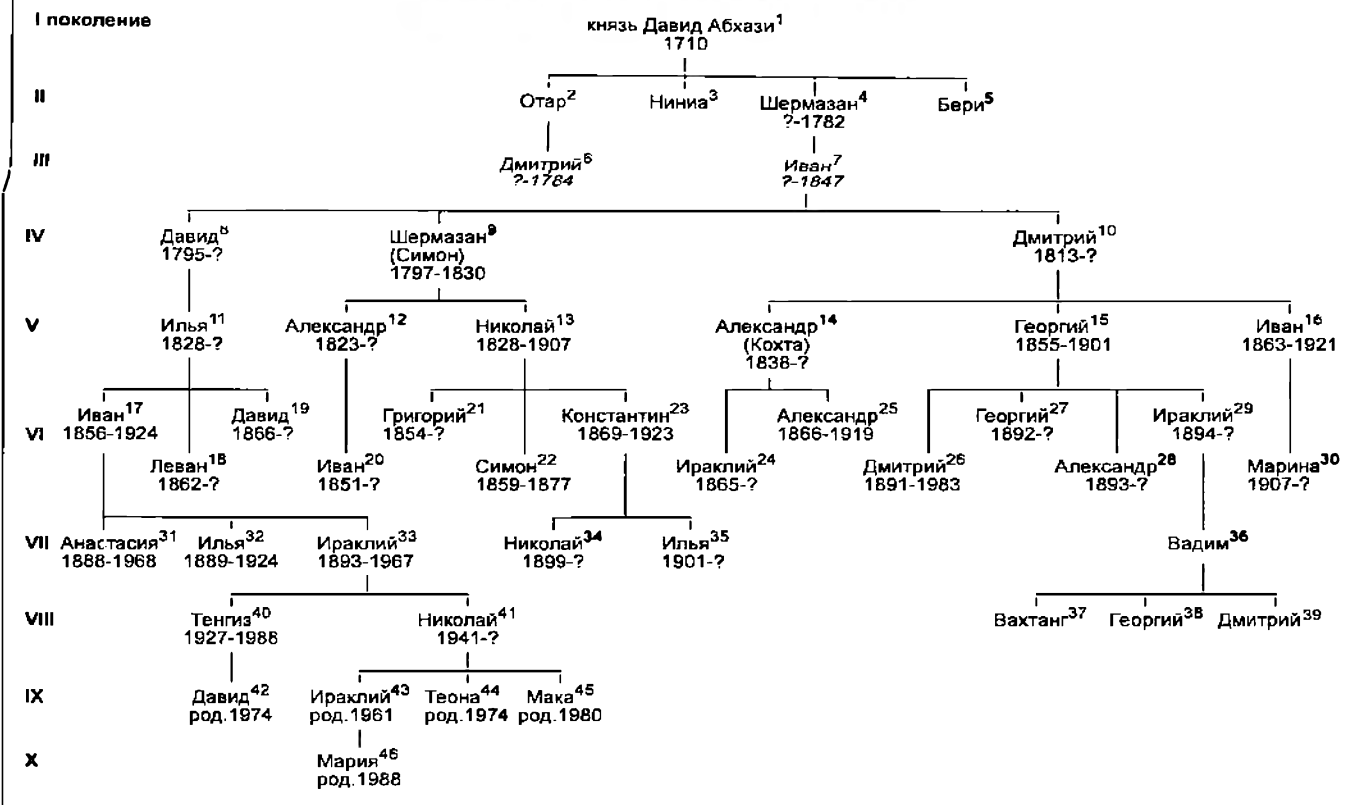 I поколение
князь Давид Абхази¹
1710
II
Отар² Ниниа³ Шермазан⁴ Бери⁵
?-1782
III
Дмитрий⁶ Иван⁷
?-1784 ?-1847
IV
Давид⁸ Шермазан⁹ Дмитрий¹⁰
1795-? (Симон) 1813-?
1797-1830
V
Илья¹¹ Александр¹² Николай¹³ Александр¹⁴ Георгий¹⁵ Иван¹⁶
1828-? 1823-? 1828-1907 (Кохта) 1855-1901 1863-1921
1838-?
Иван¹⁷ Давид¹⁹ Григорий²¹ Константин²³ Александр²⁵ Георгий²⁷ Ираклий²⁹
VI 1856-1924 1866-? 1854-? 1869-1923 1866-1919 1892-? 1894-?
Леван¹⁸ Иван²⁰ Симон²² Ираклий²⁴ Дмитрий²⁶ Александр²⁸ Марина³⁰
1862-? 1851-? 1859-1877 1865-? 1891-1983 1893-? 1907-?
VII Анастасия³¹ Илья³² Ираклий³³ Николай³⁴ Илья³⁵ Вадим³⁶
1888-1968 1889-1924 1893-1967 1899-? 1901-?
VIII Тенгиз⁴⁰ Николай⁴¹ Вахтанг³⁷ Георгий³⁸ Дмитрий³⁹
1927-1988 1941-?
IX Давид⁴² Ираклий⁴³ Теона⁴⁴ Мака⁴⁵
род.1974 род.1961 род.1974 род.1980
X Мария⁴⁶
род.1988